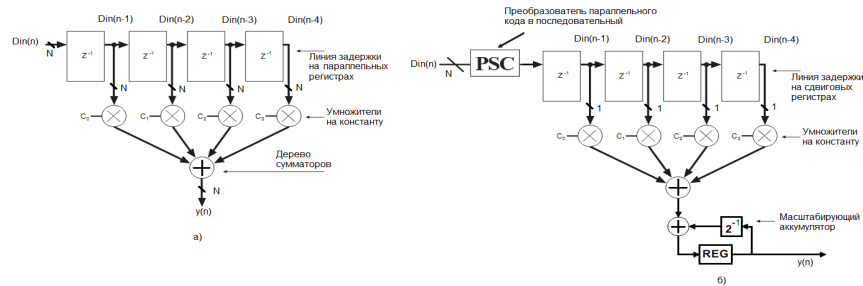 Din(n-1) Din(n-2) Din(n-3) Din(n-4)
Din(n)
N
z⁻¹ z⁻¹ z⁻¹ z⁻¹
Линия задержки
на параллельных
регистрах
N N N N
C₀ C₁ C₂ C₃
Умножители
на константу
Дерево
сумматоров
N
y(n)
а)
Преобразователь параллельного
кода в поседовательный
Din(n-1) Din(n-2) Din(n-3) Din(n-4)
Din(n)
N
PSC
z⁻¹ z⁻¹ z⁻¹ z⁻¹
Линия задержки
на сдвиговых
регистрах
1 1 1 1
C₀ C₁ C₂ C₃
Умножители
на константу
Масштабирующий
аккумулятор
2⁻¹
REG
y(n)
б)